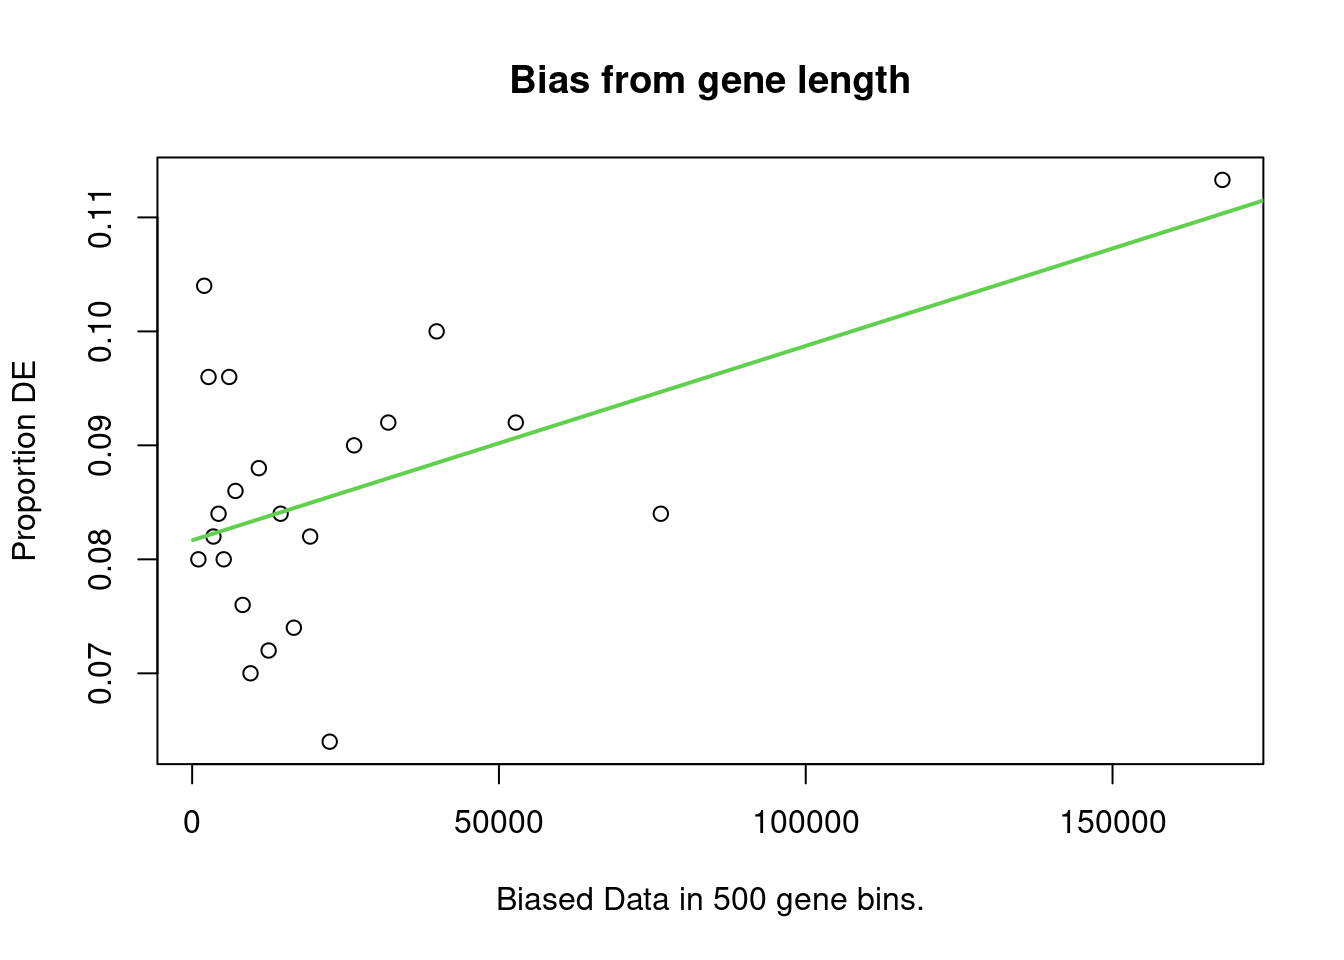 Bias from gene length
Proportion DE
0.11
0.10
0.09
0.08
0.07
0 50000 100000 150000
Biased Data in 500 gene bins.